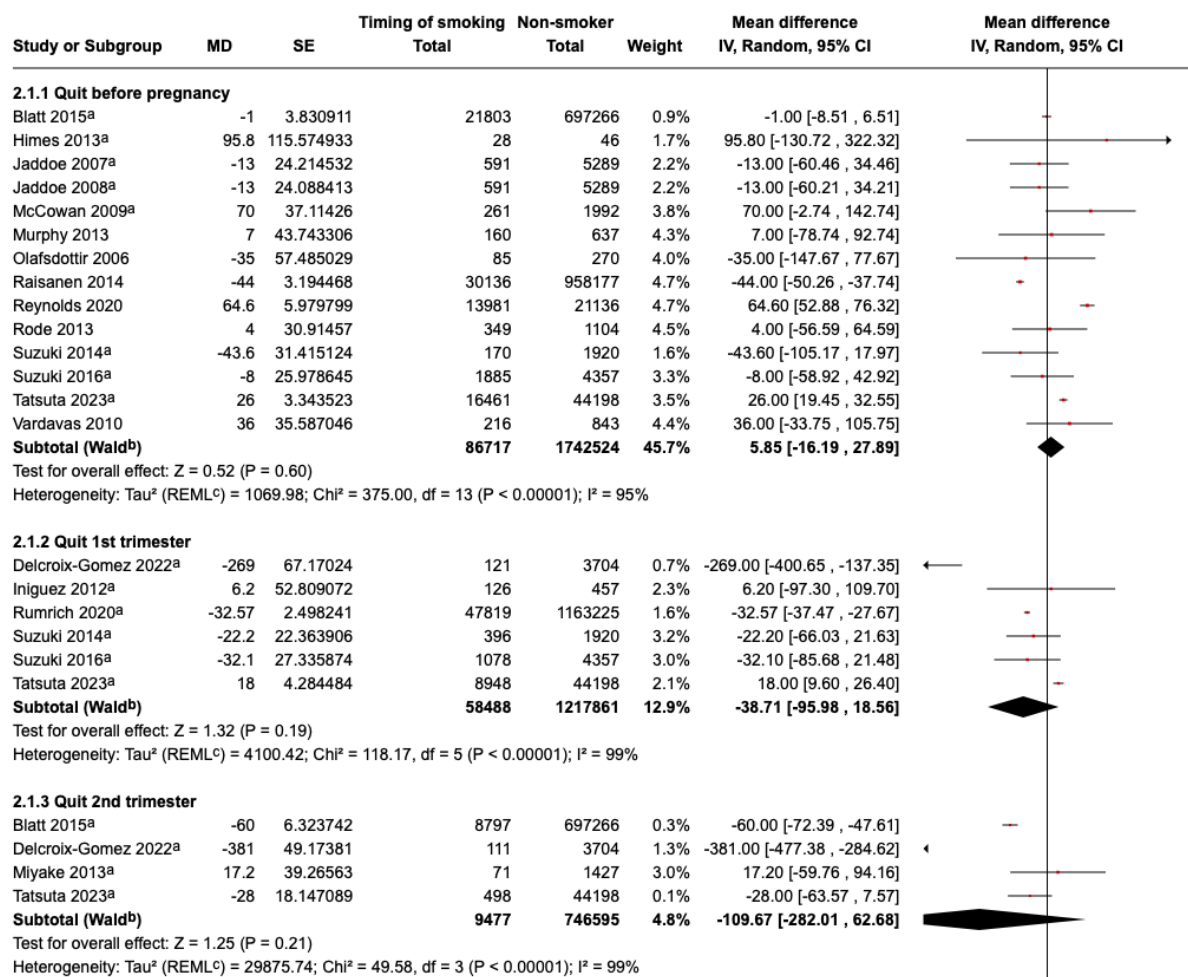 Timing of smoking Non-smoker Mean difference Mean difference
Study or Subgroup MD SE Total Total Weight IV, Random, 95% CI IV, Random, 95% CI
2.1.1 Quit before pregnancy
Blatt 2015ᵃ -1 3.830911 21803 697266 0.9% -1.00 [-8.51 , 6.51]
Himes 2013ᵃ 95.8 115.574933 28 46 1.7% 95.80 [-130.72 , 322.32]
Jaddoe 2007ᵃ -13 24.214532 591 5289 2.2% -13.00 [-60.46 , 34.46]
Jaddoe 2008ᵃ -13 24.088413 591 5289 2.2% -13.00 [-60.21 , 34.21]
McCowan 2009ᵃ 70 37.11426 261 1992 3.8% 70.00 [-2.74 , 142.74]
Murphy 2013 7 43.743306 160 637 4.3% 7.00 [-78.74 , 92.74]
Olafsdottir 2006 -35 57.485029 85 270 4.0% -35.00 [-147.67 , 77.67]
Raisanen 2014 -44 3.194468 30136 958177 4.7% -44.00 [-50.26 , -37.74]
Reynolds 2020 64.6 5.979799 13981 21136 4.7% 64.60 [52.88 , 76.32]
Rode 2013 4 30.91457 349 1104 4.5% 4.00 [-56.59 , 64.59]
Suzuki 2014ᵃ -43.6 31.415124 170 1920 1.6% -43.60 [-105.17 , 17.97]
Suzuki 2016ᵃ -8 25.978645 1885 4357 3.3% -8.00 [-58.92 , 42.92]
Tatsuta 2023ᵃ 26 3.343523 16461 44198 3.5% 26.00 [19.45 , 32.55]
Vardavas 2010 36 35.587046 216 843 4.4% 36.00 [-33.75 , 105.75]
Subtotal (Waldᵇ) 86717 1742524 45.7% 5.85 [-16.19 , 27.89]
Test for overall effect: Z = 0.52 (P = 0.60)
Heterogeneity: Tau² (REMLᶜ) = 1069.98; Chi² = 375.00, df = 13 (P < 0.00001); I² = 95%
2.1.2 Quit 1st trimester
Delcroix-Gomez 2022ᵃ -269 67.17024 121 3704 0.7% -269.00 [-400.65 , -137.35]
Iniguez 2012ᵃ 6.2 52.809072 126 457 2.3% 6.20 [-97.30 , 109.70]
Rumrich 2020ᵃ -32.57 2.498241 47819 1163225 1.6% -32.57 [-37.47 , -27.67]
Suzuki 2014ᵃ -22.2 22.363906 396 1920 3.2% -22.20 [-66.03 , 21.63]
Suzuki 2016ᵃ -32.1 27.335874 1078 4357 3.0% -32.10 [-85.68 , 21.48]
Tatsuta 2023ᵃ 18 4.284484 8948 44198 2.1% 18.00 [9.60 , 26.40]
Subtotal (Waldᵇ) 58488 1217861 12.9% -38.71 [-95.98 , 18.56]
Test for overall effect: Z = 1.32 (P = 0.19)
Heterogeneity: Tau² (REMLᶜ) = 4100.42; Chi² = 118.17, df = 5 (P < 0.00001); I² = 99%
2.1.3 Quit 2nd trimester
Blatt 2015ᵃ -60 6.323742 8797 697266 0.3% -60.00 [-72.39 , -47.61]
Delcroix-Gomez 2022ᵃ -381 49.17381 111 3704 1.3% -381.00 [-477.38 , -284.62]
Miyake 2013ᵃ 17.2 39.26563 71 1427 3.0% 17.20 [-59.76 , 94.16]
Tatsuta 2023ᵃ -28 18.147089 498 44198 0.1% -28.00 [-63.57 , 7.57]
Subtotal (Waldᵇ) 9477 746595 4.8% -109.67 [-282.01 , 62.68]
Test for overall effect: Z = 1.25 (P = 0.21)
Heterogeneity: Tau² (REMLᶜ) = 29875.74; Chi² = 49.58, df = 3 (P < 0.00001); I² = 99%